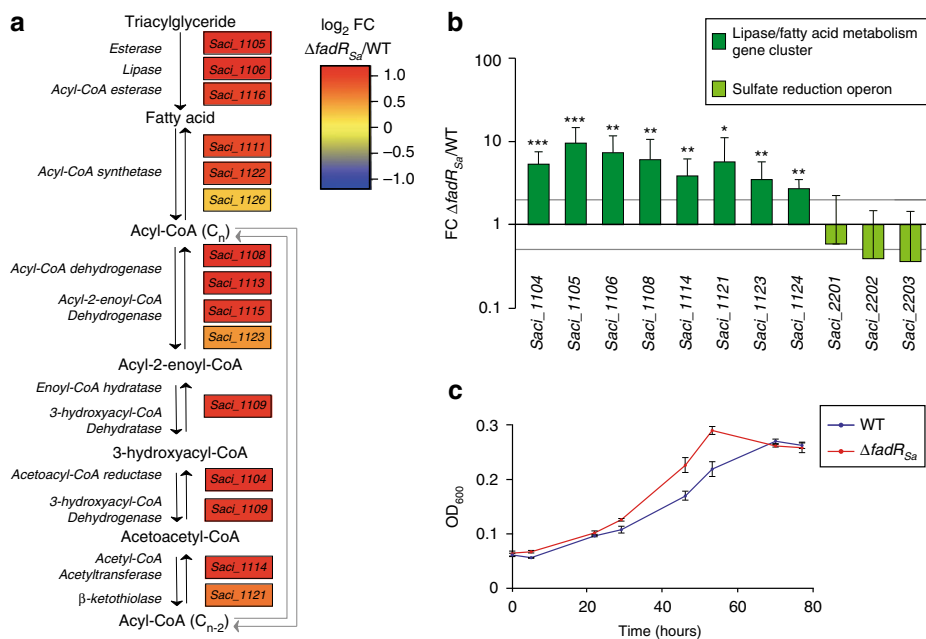 a
Triacylglyceride
Esterase
Lipase
Acyl-CoA esterase
Saci_1105
Saci_1106
Saci_1116
Fatty acid
Acyl-CoA synthetase
Saci_1111
Saci_1122
Saci_1126
Acyl-CoA (Cn)
Acyl-CoA dehydrogenase
Acyl-2-enoyl-CoA
Dehydrogenase
Saci_1108
Saci_1113
Saci_1115
Saci_1123
Acyl-2-enoyl-CoA
Enoyl-CoA hydratase
3-hydroxyacyl-CoA
Dehydratase
Saci_1109
3-hydroxyacyl-CoA
Acetoacyl-CoA reductase
3-hydroxyacyl-CoA
Dehydrogenase
Saci_1104
Saci_1109
Acetoacetyl-CoA
Acetyl-CoA
Acetyltransferase
β-ketothiolase
Saci_1114
Saci_1121
Acyl-CoA (Cn-2)
log2 FC
ΔfadRSa/WT
1.0
0.5
0
−0.5
−1.0
b
Lipase/fatty acid metabolism
gene cluster
Sulfate reduction operon
FC ΔfadRSa/WT
100
10
1
0.1
*** *** ** ** ** * ** **
Saci_1104
Saci_1105
Saci_1106
Saci_1108
Saci_1114
Saci_1121
Saci_1123
Saci_1124
Saci_2201
Saci_2202
Saci_2203
c
WT
ΔfadRSa
OD600
0.3
0.2
0.1
0
0 20 40 60 80
Time (hours)